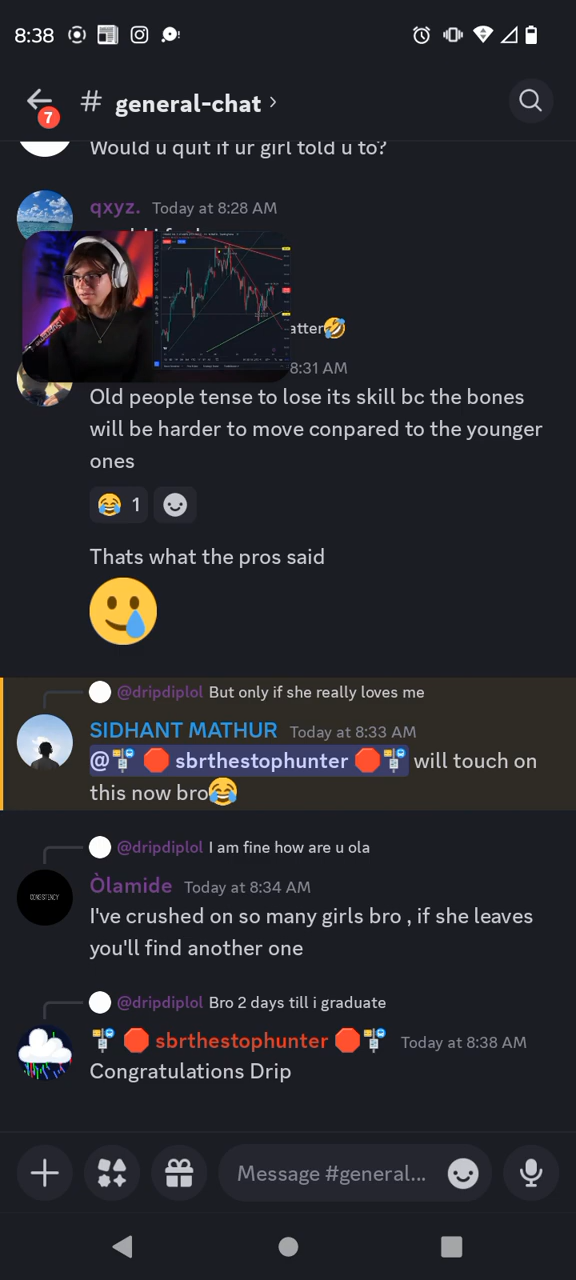 8:38
7
# general-chat ›
Would u quit if ur girl told u to?
qxyz. Today at 8:28 AM
atter🤣
8:31 AM
Old people tense to lose its skill bc the bones
will be harder to move conpared to the younger
ones
😂 1
Thats what the pros said
🥲
@dripdiplol But only if she really loves me
SIDHANT MATHUR Today at 8:33 AM
@🚏 🛑 sbrthestophunter 🛑🚏 will touch on
this now bro😂
@dripdiplol I am fine how are u ola
CONSISTENCY
Òlamide Today at 8:34 AM
I've crushed on so many girls bro , if she leaves
you'll find another one
@dripdiplol Bro 2 days till i graduate
🚏 🛑 sbrthestophunter 🛑🚏 Today at 8:38 AM
Congratulations Drip
Message #general...